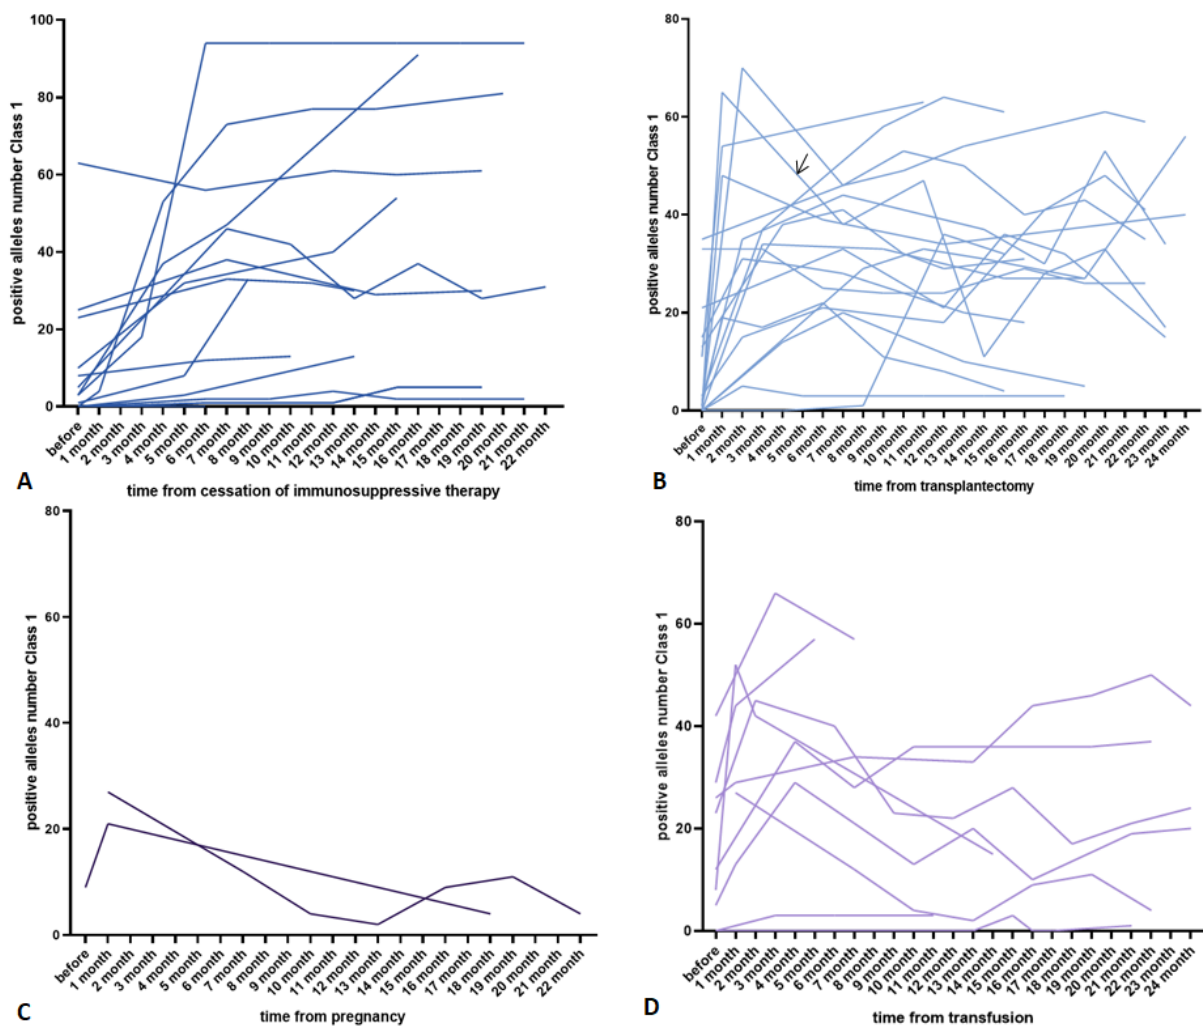 100
80
60
40
20
0
positive alleles number Class 1
before
1 month
2 month
3 month
4 month
5 month
6 month
7 month
8 month
9 month
10 month
11 month
12 month
13 month
14 month
15 month
16 month
17 month
18 month
19 month
20 month
21 month
22 month
A
time from cessation of immunosuppressive therapy
80
60
40
20
0
positive alleles number Class 1
before
1 month
2 month
3 month
4 month
5 month
6 month
7 month
8 month
9 month
10 month
11 month
12 month
13 month
14 month
15 month
16 month
17 month
18 month
19 month
20 month
21 month
22 month
23 month
24 month
B
time from transplantectomy
80
60
40
20
0
positive alleles number Class 1
before
1 month
2 month
3 month
4 month
5 month
6 month
7 month
8 month
9 month
10 month
11 month
12 month
13 month
14 month
15 month
16 month
17 month
18 month
19 month
20 month
21 month
22 month
C
time from pregnancy
80
60
40
20
0
positive alleles number Class 1
before
1 month
2 month
3 month
4 month
5 month
6 month
7 month
8 month
9 month
10 month
11 month
12 month
13 month
14 month
15 month
16 month
17 month
18 month
19 month
20 month
21 month
22 month
23 month
24 month
D
time from transfusion